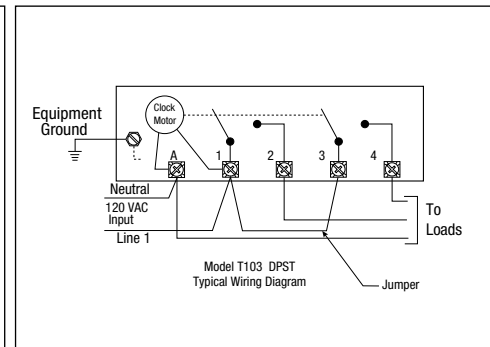 Clock
Motor
Equipment
Ground
A 1 2 3 4
Neutral
120 VAC
Input
Line 1
To
Loads
Model T103 DPST
Typical Wiring Diagram
Jumper